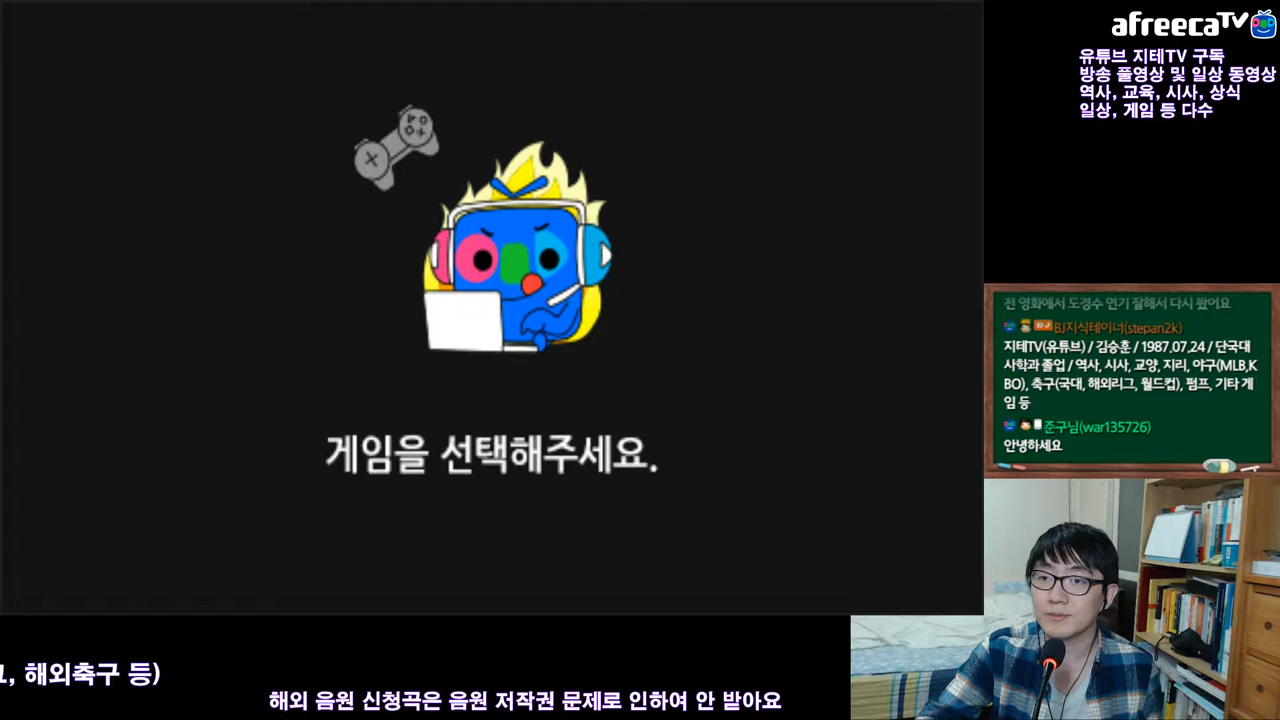 afreecaTV
유튜브 지테TV 구독
방송 풀영상 및 일상 동영상
역사, 교육, 시사, 상식
일상, 게임 등 다수
게임을 선택해주세요.
전 영화에서 도경수 연기 잘해서 다시 봤어요
BJ지식테이너(stepan2k)
지테TV(유튜브) / 김승훈 / 1987.07.24 / 단국대
사학과 졸업 / 역사, 시사, 교양, 지리, 야구(MLB,K
BO), 축구(국대, 해외리그, 월드컵), 펌프, 기타 게
임 등
준구님(war135726)
안녕하세요
, 해외축구 등)
해외 음원 신청곡은 음원 저작권 문제로 인하여 안 받아요